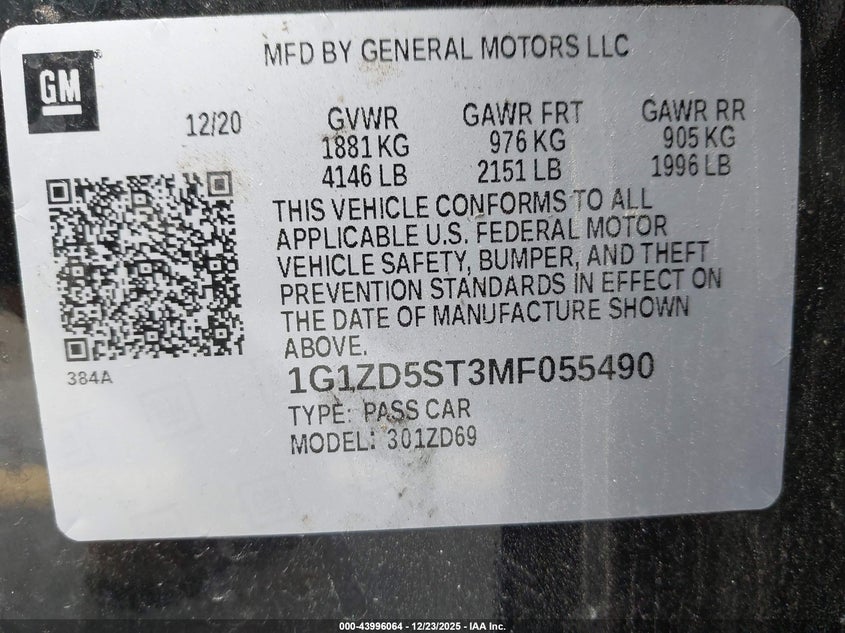 GM
MFD BY GENERAL MOTORS LLC
12/20
GVWR
1881 KG
4146 LB
GAWR FRT
976 KG
2151 LB
GAWR RR
905 KG
1996 LB
THIS VEHICLE CONFORMS TO ALL
APPLICABLE U.S. FEDERAL MOTOR
VEHICLE SAFETY, BUMPER, AND THEFT
PREVENTION STANDARDS IN EFFECT ON
THE DATE OF MANUFACTURE SHOWN
ABOVE.
384A
1G1ZD5ST3MF055490
TYPE: PASS CAR
MODEL: 301ZD69
000-43996064 - 12/23/2025 - IAA Inc.